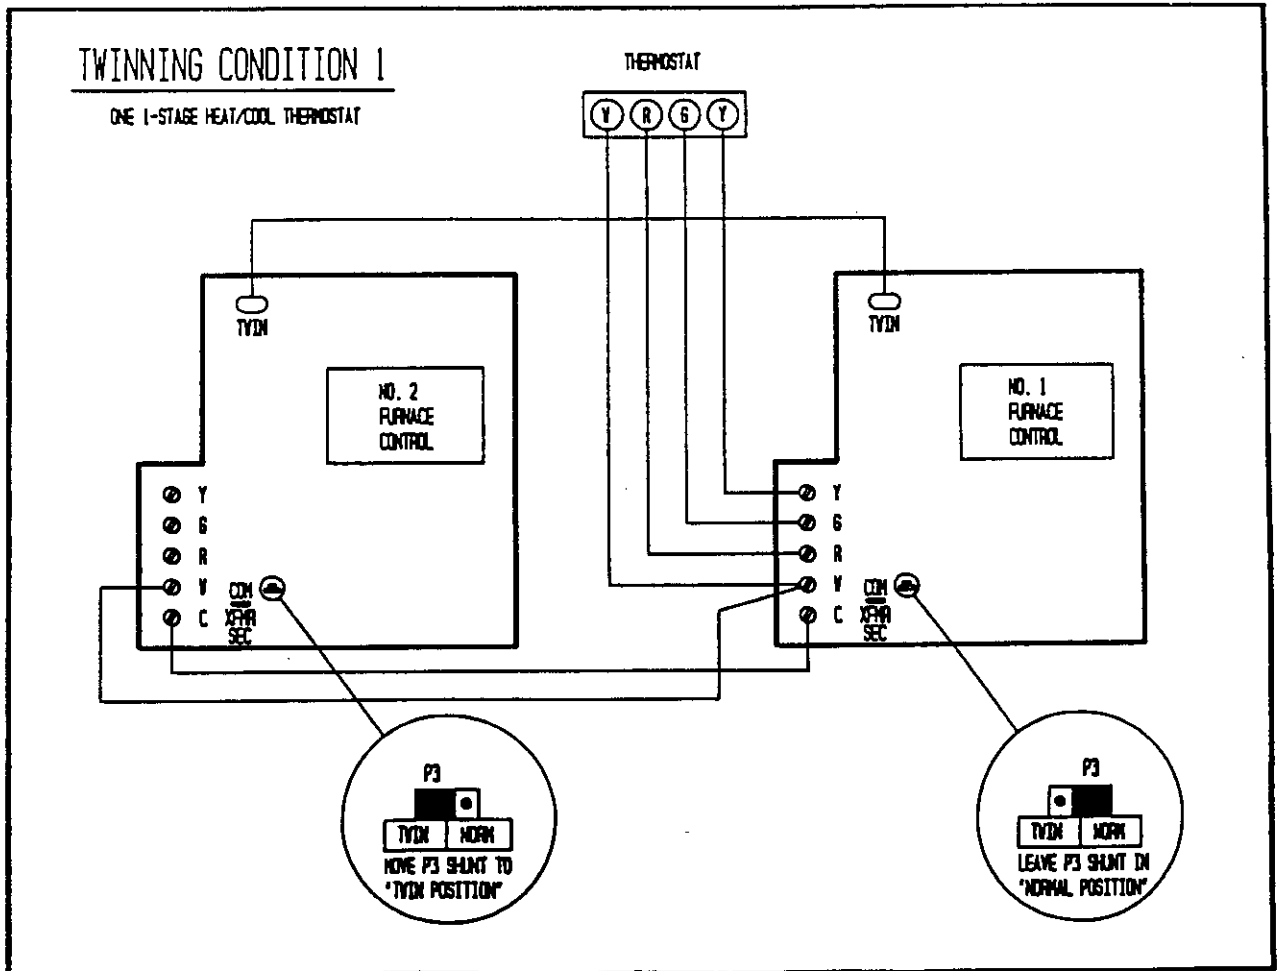 TWINNING CONDITION 1
ONE 1-STAGE HEAT/COOL THERMOSTAT
THERMOSTAT
W R G Y
TWIN
TWIN
NO. 2
FURNACE
CONTROL
NO. 1
FURNACE
CONTROL
Y
G
R
W
C
COM
XFMR
SEC
Y
G
R
W
C
COM
XFMR
SEC
P3
TWIN NORM
MOVE P3 SHUNT TO
"TWIN POSITION"
P3
TWIN NORM
LEAVE P3 SHUNT IN
"NORMAL POSITION"